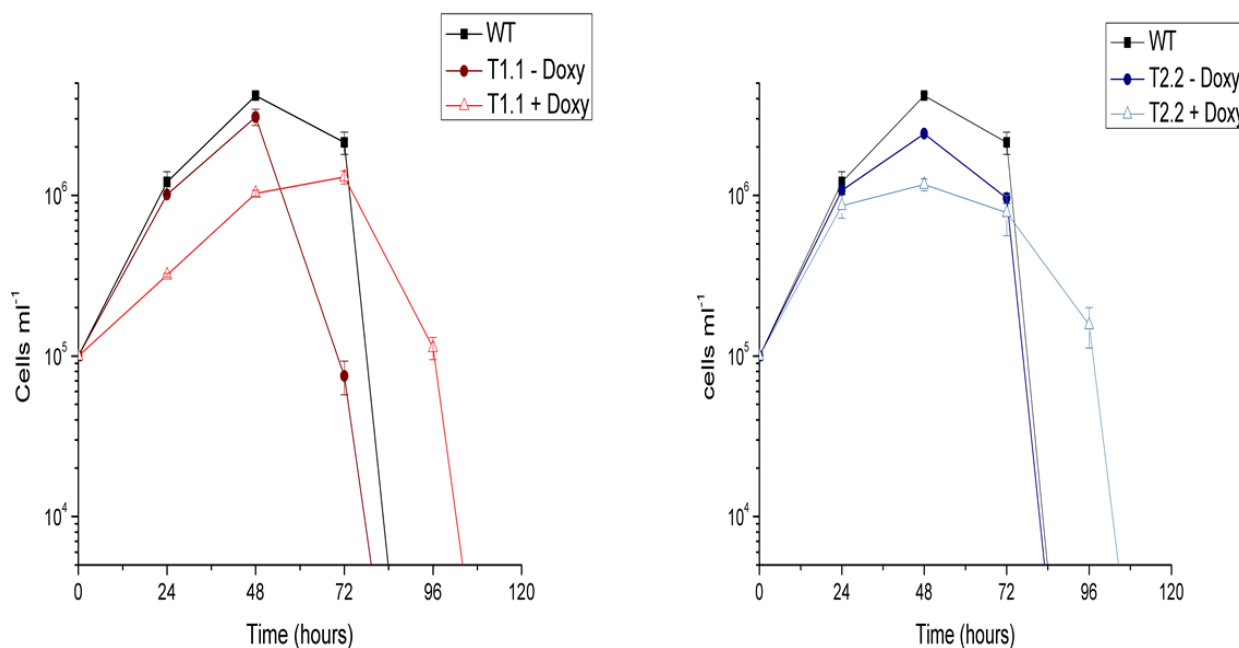 WT
T1.1 - Doxy
T1.1 + Doxy
Cells ml⁻¹
10⁶
10⁵
10⁴
0 24 48 72 96 120
Time (hours)
WT
T2.2 - Doxy
T2.2 + Doxy
cells ml⁻¹
10⁶
10⁵
10⁴
0 24 48 72 96 120
Time (hours)